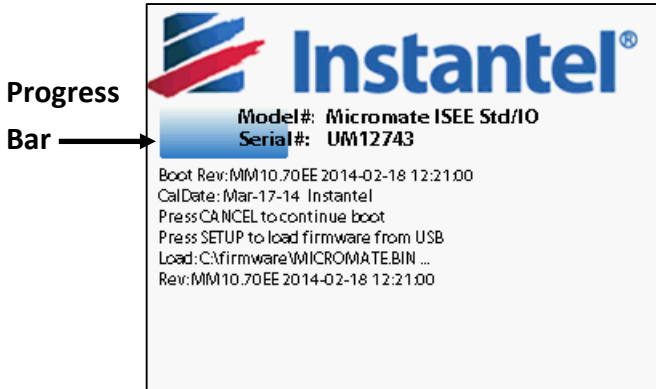 Instantel®
Progress
Bar
Model#: Micromate ISEE Std/IO
Serial#: UM12743
Boot Rev:MM10.70EE 2014-02-18 12:21:00
CalDate: Mar-17-14 Instantel
Press CANCEL to continue boot
Press SETUP to load firmware from USB
Load: C:\firmware\MICROMATE.BIN ...
Rev:MM10.70EE 2014-02-18 12:21:00